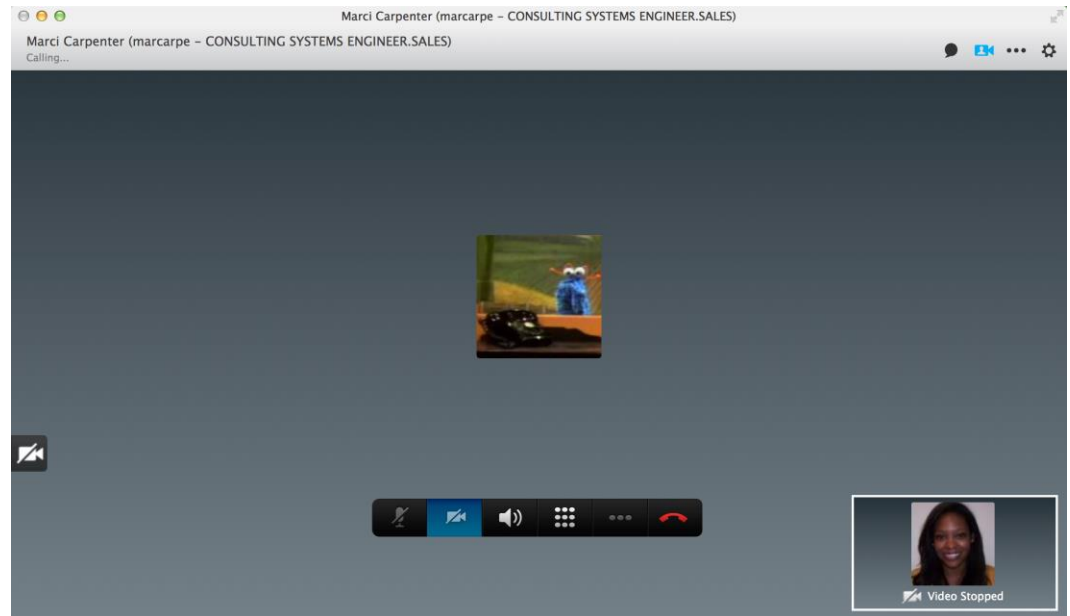 Marci Carpenter (marcarpe – CONSULTING SYSTEMS ENGINEER.SALES)
Marci Carpenter (marcarpe – CONSULTING SYSTEMS ENGINEER.SALES)
Calling...
Video Stopped